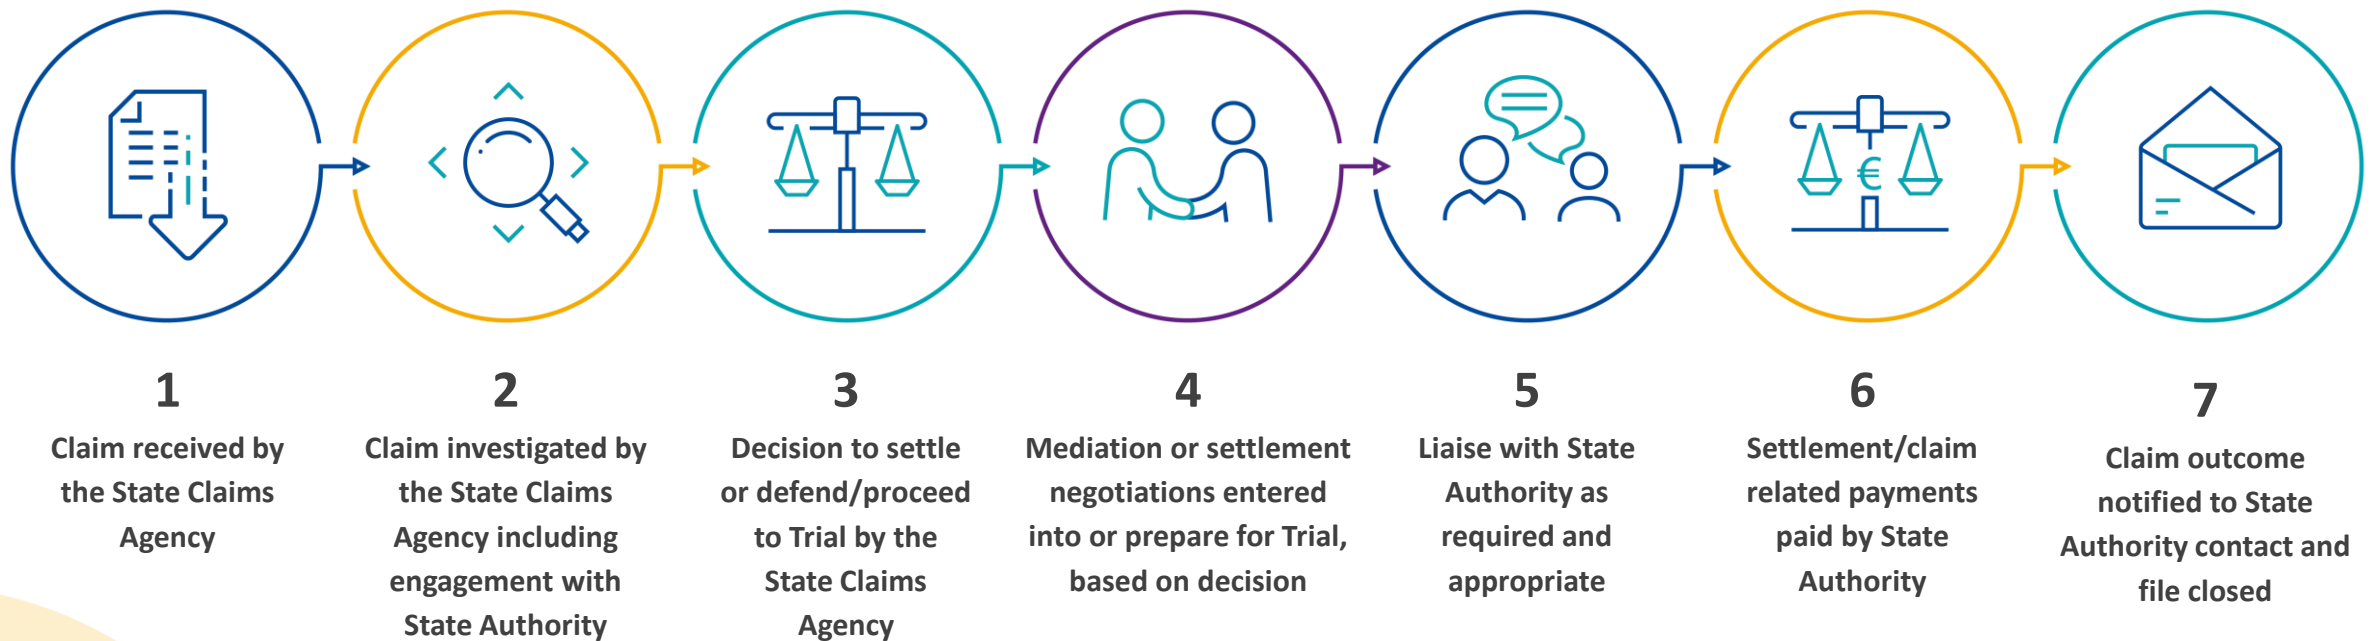 1
Claim received by
the State Claims
Agency
2
Claim investigated by
the State Claims
Agency including
engagement with
State Authority
3
Decision to settle
or defend/proceed
to Trial by the
State Claims
Agency
4
Mediation or settlement
negotiations entered
into or prepare for Trial,
based on decision
5
Liaise with State
Authority as
required and
appropriate
€
6
Settlement/claim
related payments
paid by State
Authority
7
Claim outcome
notified to State
Authority contact and
file closed